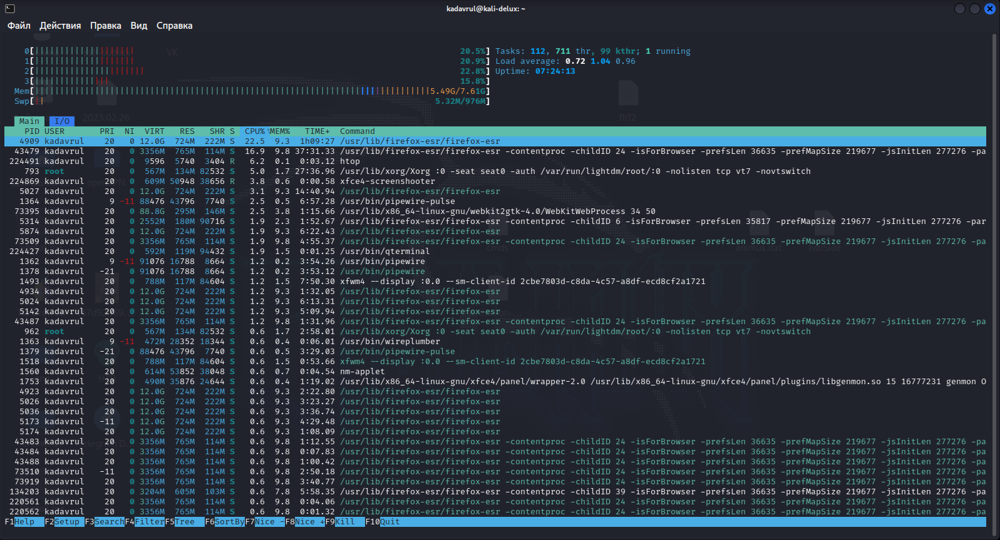 kadavrul@kali-delux: ~
Файл Действия Правка Вид Справка
0[ 20.5%] Tasks: 112, 711 thr, 99 kthr; 1 running
1[ 20.9%] Load average: 0.72 1.04 0.96
2[ 22.8%] Uptime: 07:24:13
3[ 15.8%]
Mem[ 5.49G/7.61G]
Swp[ 5.32M/976M]
VK
2023.02.26
fn12
Main I/O
PID USER PRI NI VIRT RES SHR S CPU%▽MEM% TIME+ Command
4909 kadavrul 20 0 12.0G 724M 222M S 22.5 9.3 1h09:27 /usr/lib/firefox-esr/firefox-esr
43479 kadavrul 20 0 3356M 765M 114M S 16.9 9.8 37:31.33 /usr/lib/firefox-esr/firefox-esr -contentproc -childID 24 -isForBrowser -prefsLen 36635 -prefMapSize 219677 -jsInitLen 277276 -pa
224491 kadavrul 20 0 9596 5740 3404 R 6.2 0.1 0:03.12 htop
793 root 20 0 567M 134M 82532 S 5.0 1.7 27:36.96 /usr/lib/xorg/Xorg :0 -seat seat0 -auth /var/run/lightdm/root/:0 -nolisten tcp vt7 -novtswitch
224869 kadavrul 20 0 609M 50948 38656 R 3.8 0.6 0:00.58 xfce4-screenshooter
5027 kadavrul 20 0 12.0G 724M 222M S 3.1 9.3 14:40.94 /usr/lib/firefox-esr/firefox-esr
1364 kadavrul 9 -11 88476 43796 7740 S 2.5 0.5 6:57.28 /usr/bin/pipewire-pulse
73395 kadavrul 20 0 88.8G 295M 146M S 2.5 3.8 1:15.66 /usr/lib/x86_64-linux-gnu/webkit2gtk-4.0/WebKitWebProcess 34 50
5314 kadavrul 20 0 2552M 180M 90716 S 1.9 2.3 1:52.67 /usr/lib/firefox-esr/firefox-esr -contentproc -childID 6 -isForBrowser -prefsLen 35817 -prefMapSize 219677 -jsInitLen 277276 -par
5874 kadavrul 20 0 12.0G 724M 222M S 1.9 9.3 6:22.43 /usr/lib/firefox-esr/firefox-esr
73509 kadavrul 20 0 3356M 765M 114M S 1.9 9.8 4:55.37 /usr/lib/firefox-esr/firefox-esr -contentproc -childID 24 -isForBrowser -prefsLen 36635 -prefMapSize 219677 -jsInitLen 277276 -pa
224427 kadavrul 20 0 592M 119M 94432 S 1.9 1.5 0:01.25 /usr/bin/qterminal
cmds
animus.dat
twoSide
1362 kadavrul 9 -11 91076 16788 8664 S 1.2 0.2 3:54.26 /usr/bin/pipewire
1378 kadavrul -21 0 91076 16788 8664 S 1.2 0.2 3:53.12 /usr/bin/pipewire
1493 kadavrul 20 0 788M 117M 84604 S 1.2 1.5 7:50.30 xfwm4 --display :0.0 --sm-client-id 2cbe7803d-c8da-4c57-a8df-ecd8cf2a1721
4934 kadavrul 20 0 12.0G 724M 222M S 1.2 9.3 1:32.05 /usr/lib/firefox-esr/firefox-esr
5024 kadavrul 20 0 12.0G 724M 222M S 1.2 9.3 6:13.31 /usr/lib/firefox-esr/firefox-esr
5142 kadavrul 20 0 12.0G 724M 222M S 1.2 9.3 5:09.94 /usr/lib/firefox-esr/firefox-esr
43487 kadavrul 20 0 3356M 765M 114M S 1.2 9.8 1:31.96 /usr/lib/firefox-esr/firefox-esr -contentproc -childID 24 -isForBrowser -prefsLen 36635 -prefMapSize 219677 -jsInitLen 277276 -pa
962 root 20 0 567M 134M 82532 S 0.6 1.7 2:58.01 /usr/lib/xorg/Xorg :0 -seat seat0 -auth /var/run/lightdm/root/:0 -nolisten tcp vt7 -novtswitch
1363 kadavrul 9 -11 472M 28352 18344 S 0.6 0.4 0:06.01 /usr/bin/wireplumber
1379 kadavrul -21 0 88476 43796 7740 S 0.6 0.5 3:29.03 /usr/bin/pipewire-pulse
1518 kadavrul 20 0 788M 117M 84604 S 0.6 1.5 0:53.66 xfwm4 --display :0.0 --sm-client-id 2cbe7803d-c8da-4c57-a8df-ecd8cf2a1721
1560 kadavrul 20 0 614M 53852 38048 S 0.6 0.7 0:04.54 nm-applet
1753 kadavrul 20 0 490M 35876 24644 S 0.6 0.4 1:19.02 /usr/lib/x86_64-linux-gnu/xfce4/panel/wrapper-2.0 /usr/lib/x86_64-linux-gnu/xfce4/panel/plugins/libgenmon.so 15 16777231 genmon O
4923 kadavrul 20 0 12.0G 724M 222M S 0.6 9.3 2:22.80 /usr/lib/firefox-esr/firefox-esr
5026 kadavrul 20 0 12.0G 724M 222M S 0.6 9.3 3:23.27 /usr/lib/firefox-esr/firefox-esr
5036 kadavrul 20 0 12.0G 724M 222M S 0.6 9.3 3:36.74 /usr/lib/firefox-esr/firefox-esr
5173 kadavrul -11 0 12.0G 724M 222M S 0.6 9.3 4:29.48 /usr/lib/firefox-esr/firefox-esr
5174 kadavrul 20 0 12.0G 724M 222M S 0.6 9.3 1:08.09 /usr/lib/firefox-esr/firefox-esr
43483 kadavrul 20 0 3356M 765M 114M S 0.6 9.8 1:12.55 /usr/lib/firefox-esr/firefox-esr -contentproc -childID 24 -isForBrowser -prefsLen 36635 -prefMapSize 219677 -jsInitLen 277276 -pa
43484 kadavrul 20 0 3356M 765M 114M S 0.6 9.8 0:07.83 /usr/lib/firefox-esr/firefox-esr -contentproc -childID 24 -isForBrowser -prefsLen 36635 -prefMapSize 219677 -jsInitLen 277276 -pa
43488 kadavrul 20 0 3356M 765M 114M S 0.6 9.8 1:00.42 /usr/lib/firefox-esr/firefox-esr -contentproc -childID 24 -isForBrowser -prefsLen 36635 -prefMapSize 219677 -jsInitLen 277276 -pa
73510 kadavrul -11 0 3356M 765M 114M S 0.6 9.8 2:50.18 /usr/lib/firefox-esr/firefox-esr -contentproc -childID 24 -isForBrowser -prefsLen 36635 -prefMapSize 219677 -jsInitLen 277276 -pa
73919 kadavrul 20 0 3356M 765M 114M S 0.6 9.8 3:40.77 /usr/lib/firefox-esr/firefox-esr -contentproc -childID 24 -isForBrowser -prefsLen 36635 -prefMapSize 219677 -jsInitLen 277276 -pa
134203 kadavrul 20 0 3204M 605M 103M S 0.6 7.8 5:58.35 /usr/lib/firefox-esr/firefox-esr -contentproc -childID 39 -isForBrowser -prefsLen 36635 -prefMapSize 219677 -jsInitLen 277276 -pa
220561 kadavrul 20 0 3356M 765M 114M S 0.6 9.8 0:04.06 /usr/lib/firefox-esr/firefox-esr -contentproc -childID 24 -isForBrowser -prefsLen 36635 -prefMapSize 219677 -jsInitLen 277276 -pa
220562 kadavrul 20 0 3356M 765M 114M S 0.6 9.8 0:01.32 /usr/lib/firefox-esr/firefox-esr -contentproc -childID 24 -isForBrowser -prefsLen 36635 -prefMapSize 219677 -jsInitLen 277276 -pa
F1Help F2Setup F3SearchF4FilterF5Tree F6SortByF7Nice -F8Nice +F9Kill F10Quit